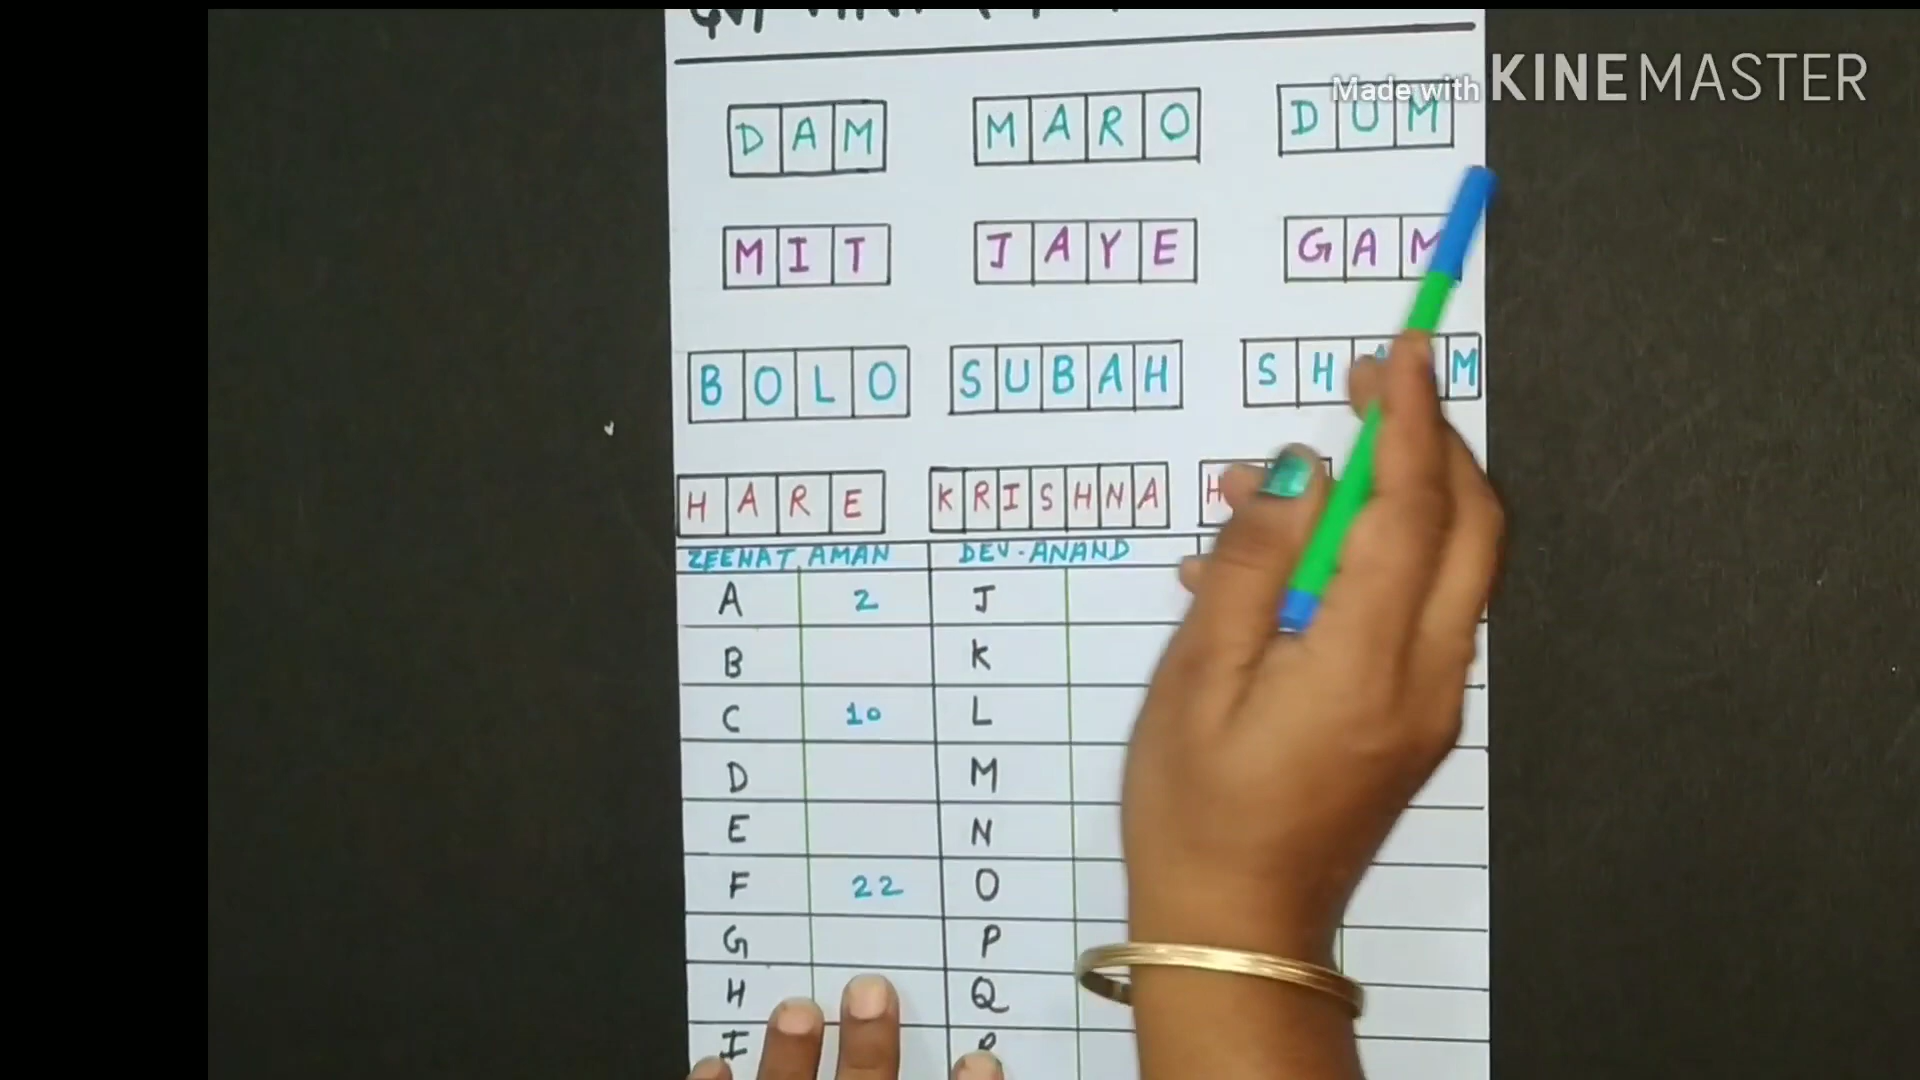 Made with KINEMASTER
DAM MARO DUM
MIT JAYE GAM
BOLO SUBAH SH M
HARE KRISHNA H
ZEENAT AMAN DEV-ANAND
A 2 J
B K
C 10 L
D M
E N
F 22 O
G P
H Q
I